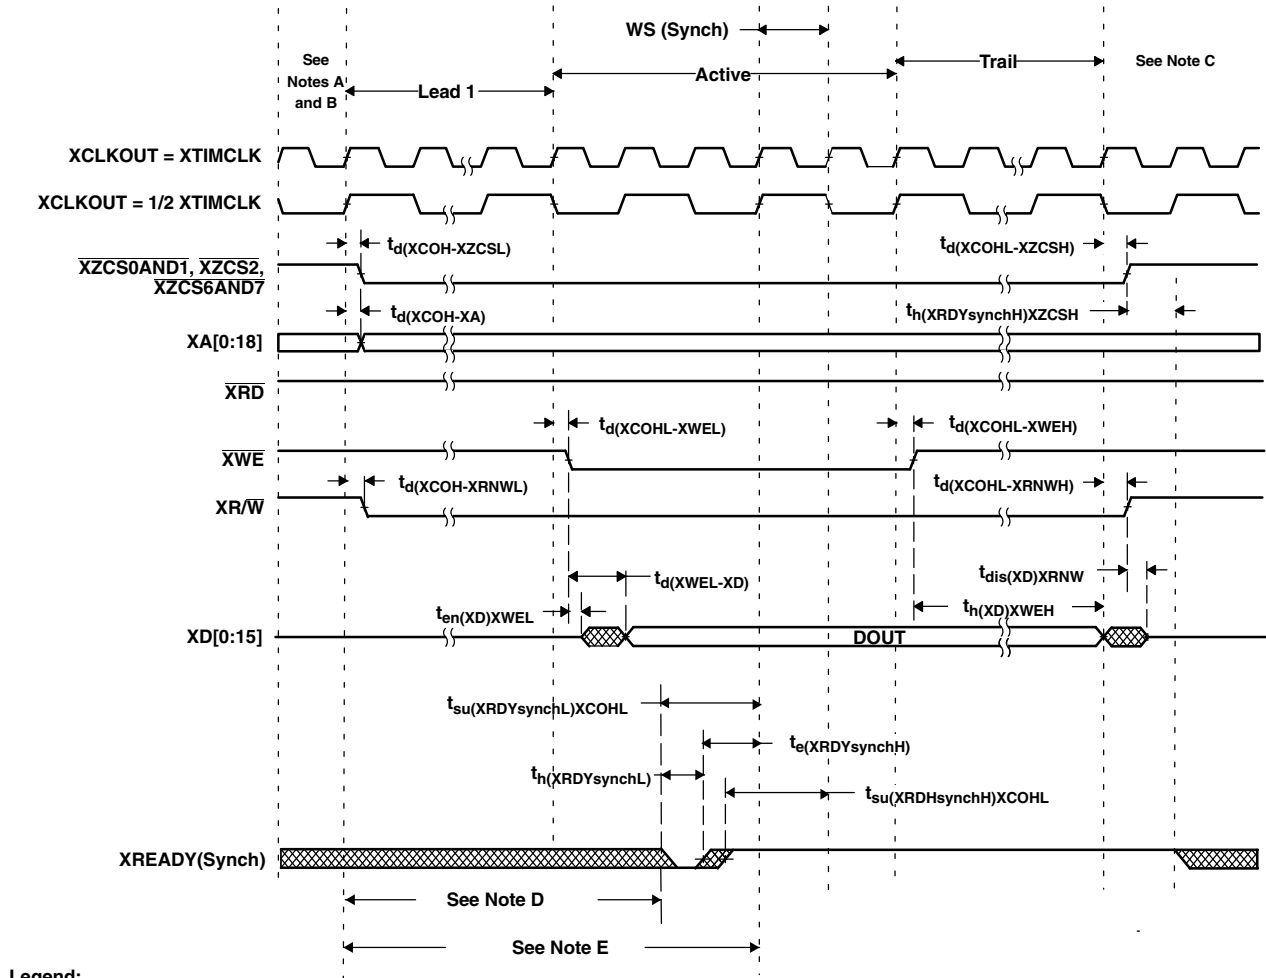 WS (Synch)
See
Notes A
and B
Lead 1
Active
Trail
See Note C
XCLKOUT = XTIMCLK
XCLKOUT = 1/2 XTIMCLK
td(XCOH-XZCSL)
td(XCOHL-XZCSH)
XZCS0AND1, XZCS2,
XZCS6AND7
td(XCOH-XA)
th(XRDYsynchH)XZCSH
XA[0:18]
XRD
td(XCOHL-XWEL)
td(XCOHL-XWEH)
XWE
td(XCOH-XRNWL)
td(XCOHL-XRNWH)
XR/W
td(XWEL-XD)
tdis(XD)XRNW
ten(XD)XWEL
th(XD)XWEH
XD[0:15]
DOUT
tsu(XRDYsynchL)XCOHL
te(XRDYsynchH)
th(XRDYsynchL)
tsu(XRDHsynchH)XCOHL
XREADY(Synch)
See Note D
See Note E
Legend: